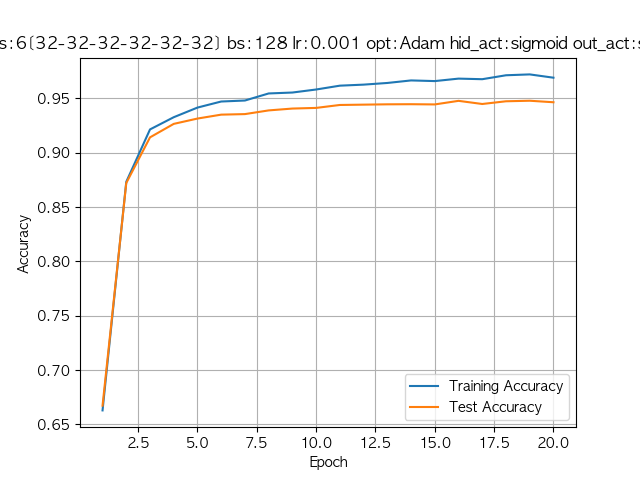 s:6[32-32-32-32-32-32] bs:128 lr:0.001 opt:Adam hid_act:sigmoid out_act:s
0.95
0.90
0.85
0.80
0.75
0.70
0.65
Accuracy
Training Accuracy
Test Accuracy
2.5 5.0 7.5 10.0 12.5 15.0 17.5 20.0
Epoch